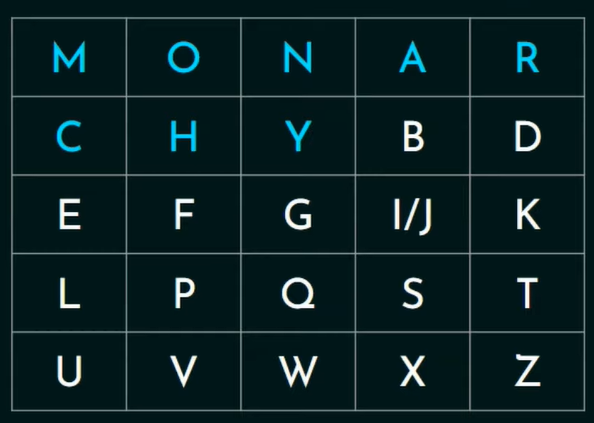 M O N A R
C H Y B D
E F G I/J K
L P Q S T
U V W X Z